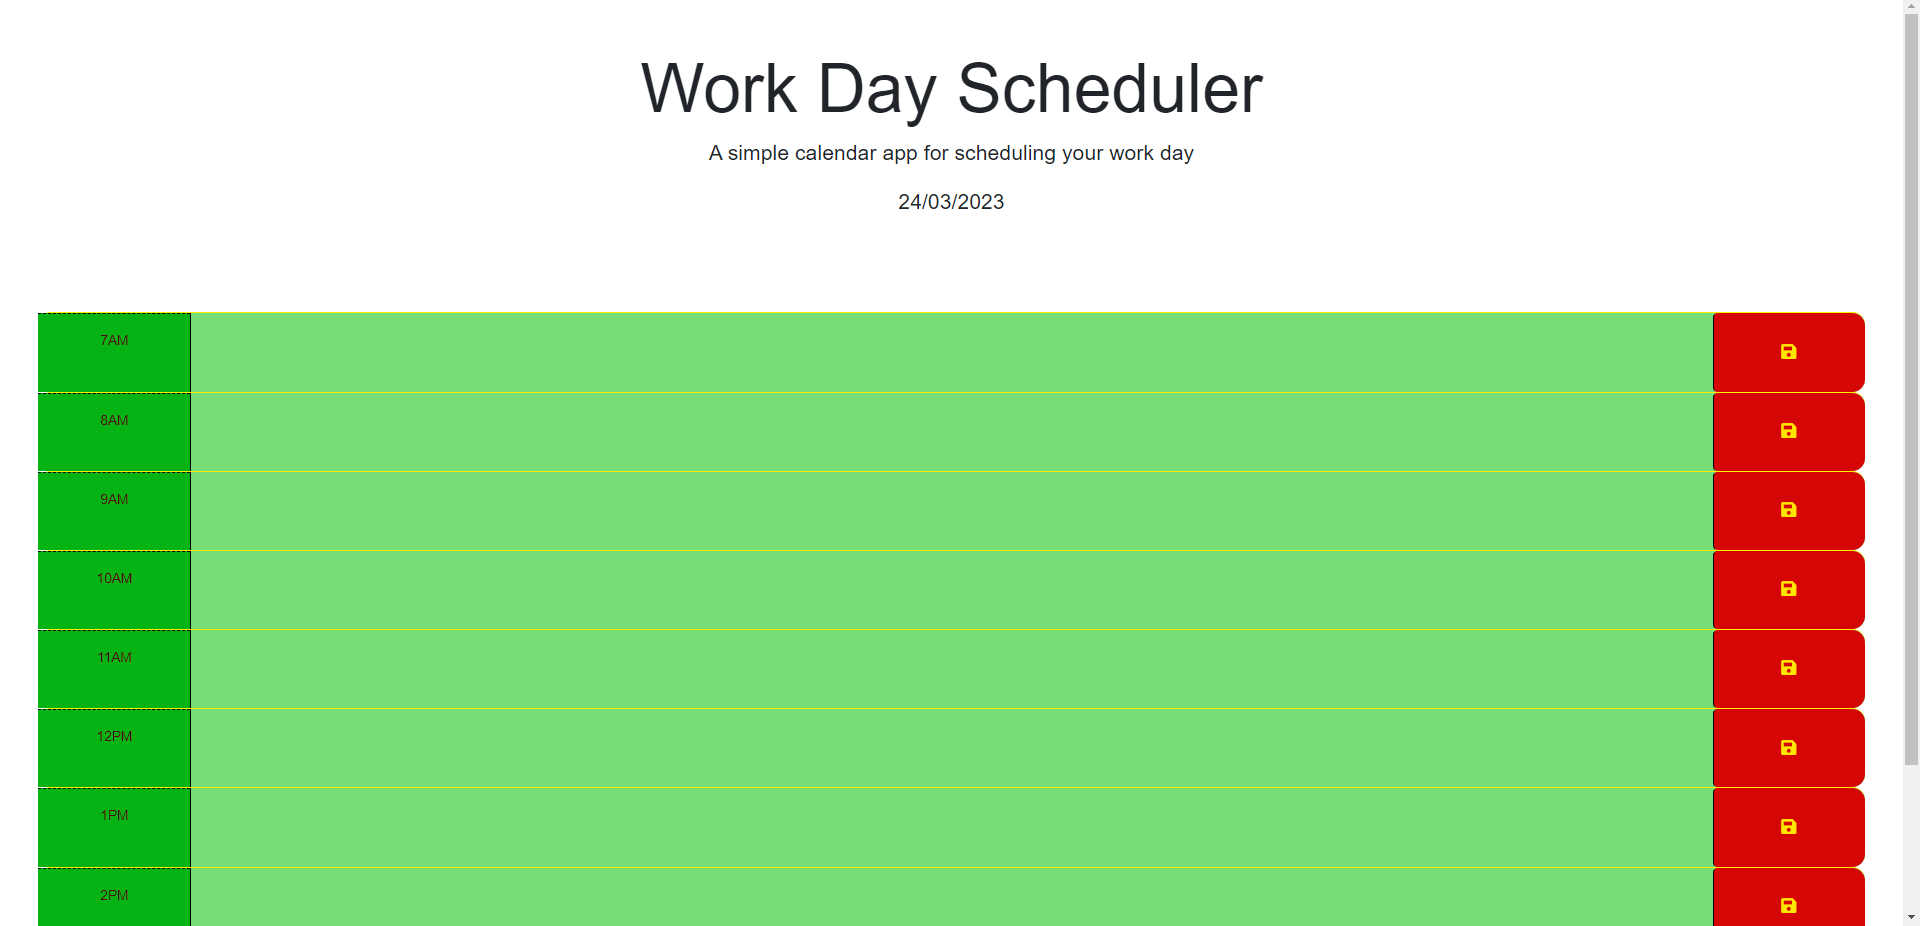 Work Day Scheduler
A simple calendar app for scheduling your work day
24/03/2023
7AM
8AM
9AM
10AM
11AM
12PM
1PM
2PM